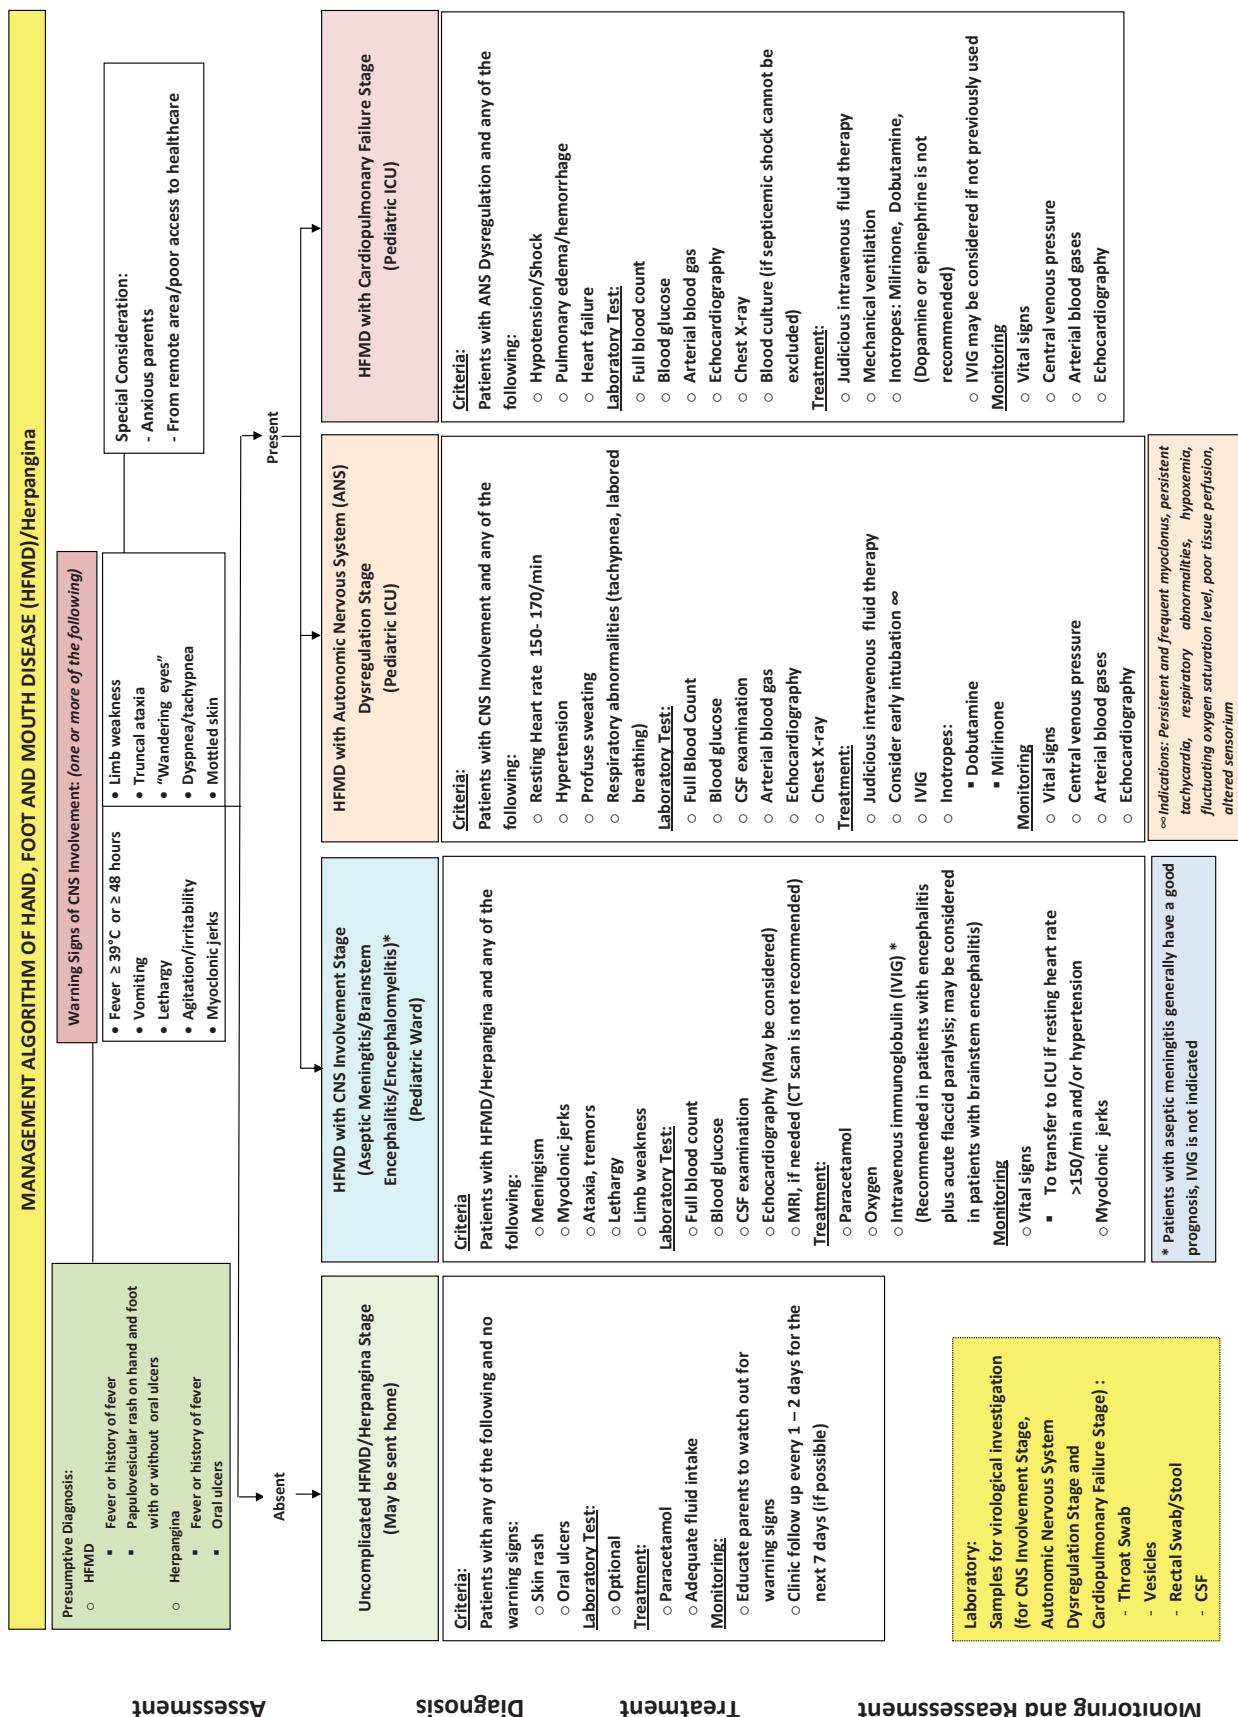 MANAGEMENT ALGORITHM OF HAND, FOOT AND MOUTH DISEASE (HFMD)/Herpangina
Assessment
Presumptive Diagnosis:
○ HFMD
▪ Fever or history of fever
▪ Papulovesicular rash on hand and foot
with or without oral ulcers
○ Herpangina
▪ Fever or history of fever
▪ Oral ulcers
Warning Signs of CNS Involvement: (one or more of the following)
• Fever ≥ 39°C or ≥ 48 hours
• Vomiting
• Lethargy
• Agitation/irritability
• Myoclonic jerks
• Limb weakness
• Truncal ataxia
• "Wandering eyes"
• Dyspnea/tachypnea
• Mottled skin
Special Consideration:
- Anxious parents
- From remote area/poor access to healthcare
Absent
Present
Diagnosis
Treatment
Monitoring and Reassessment
Uncomplicated HFMD/Herpangina Stage
(May be sent home)
Criteria:
Patients with any of the following and no
warning signs:
○ Skin rash
○ Oral ulcers
Laboratory Test:
○ Optional
Treatment:
○ Paracetamol
○ Adequate fluid intake
Monitoring:
○ Educate parents to watch out for
warning signs
○ Clinic follow up every 1 – 2 days for the
next 7 days (if possible)
HFMD with CNS Involvement Stage
(Aseptic Meningitis/Brainstem
Encephalitis/Encephalomyelitis)*
(Pediatric Ward)
Criteria
Patients with HFMD/Herpangina and any of the
following:
○ Meningism
○ Myoclonic jerks
○ Ataxia, tremors
○ Lethargy
○ Limb weakness
Laboratory Test:
○ Full blood count
○ Blood glucose
○ CSF examination
○ Echocardiography (May be considered)
○ MRI, if needed (CT scan is not recommended)
Treatment:
○ Paracetamol
○ Oxygen
○ Intravenous immunoglobulin (IVIG) *
(Recommended in patients with encephalitis
plus acute flaccid paralysis; may be considered
in patients with brainstem encephalitis)
Monitoring
○ Vital signs
▪ To transfer to ICU if resting heart rate
>150/min and/or hypertension
○ Myodonic jerks
* Patients with aseptic meningitis generally have a good
prognosis, IVIG is not indicated
HFMD with Autonomic Nervous System (ANS)
Dysregulation Stage
(Pediatric ICU)
Criteria:
Patients with CNS Involvement and any of the
following:
○ Resting Heart rate 150- 170/min
○ Hypertension
○ Profuse sweating
○ Respiratory abnormalities (tachypnea, labored
breathing)
Laboratory Test:
○ Full Blood Count
○ Blood glucose
○ CSF examination
○ Arterial blood gas
○ Echocardiography
○ Chest X-ray
Treatment:
○ Judicious intravenous fluid therapy
○ Consider early intubation ∞
○ IVIG
○ Inotropes:
▪ Dobutamine
▪ Milrinone
Monitoring
○ Vital signs
○ Central venous pressure
○ Arterial blood gases
○ Echocardiography
∞Indications: Persistent and frequent myoclonus, persistent
tachycardia, respiratory abnormalities, hypoxemia,
fluctuating oxygen saturation level, poor tissue perfusion,
altered sensorium
HFMD with Cardiopulmonary Failure Stage
(Pediatric ICU)
Criteria:
Patients with ANS Dysregulation and any of the
following:
○ Hypotension/Shock
○ Pulmonary edema/hemorrhage
○ Heart failure
Laboratory Test:
○ Full blood count
○ Blood glucose
○ Arterial blood gas
○ Echocardiography
○ Chest X-ray
○ Blood culture (if septicemic shock cannot be
excluded)
Treatment:
○ Judicious intravenous fluid therapy
○ Mechanical ventilation
○ Inotropes: Milrinone, Dobutamine,
(Dopamine or epinephrine is not
recommended)
○ IVIG may be considered if not previously used
Monitoring
○ Vital signs
○ Central venous pressure
○ Arterial blood gases
○ Echocardiography
Laboratory:
Samples for virological investigation
(for CNS Involvement Stage,
Autonomic Nervous System
Dysregulation Stage and
Cardiopulmonary Failure Stage) :
- Throat Swab
- Vesicles
- Rectal Swab/Stool
- CSF